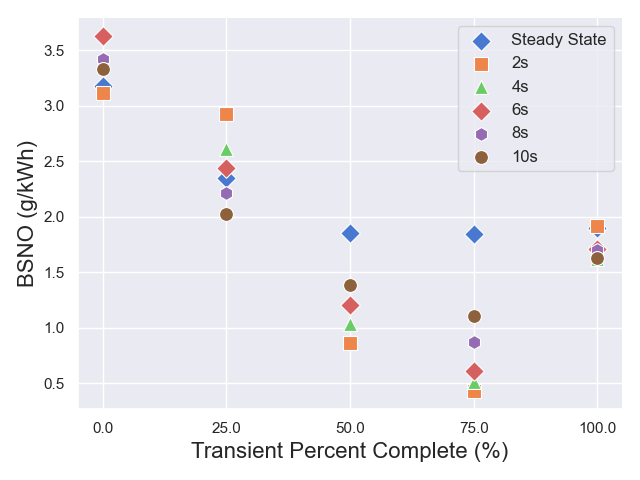 Steady State
2s
4s
6s
8s
10s
BSNO (g/kWh)
3.5
3.0
2.5
2.0
1.5
1.0
0.5
0.0 25.0 50.0 75.0 100.0
Transient Percent Complete (%)